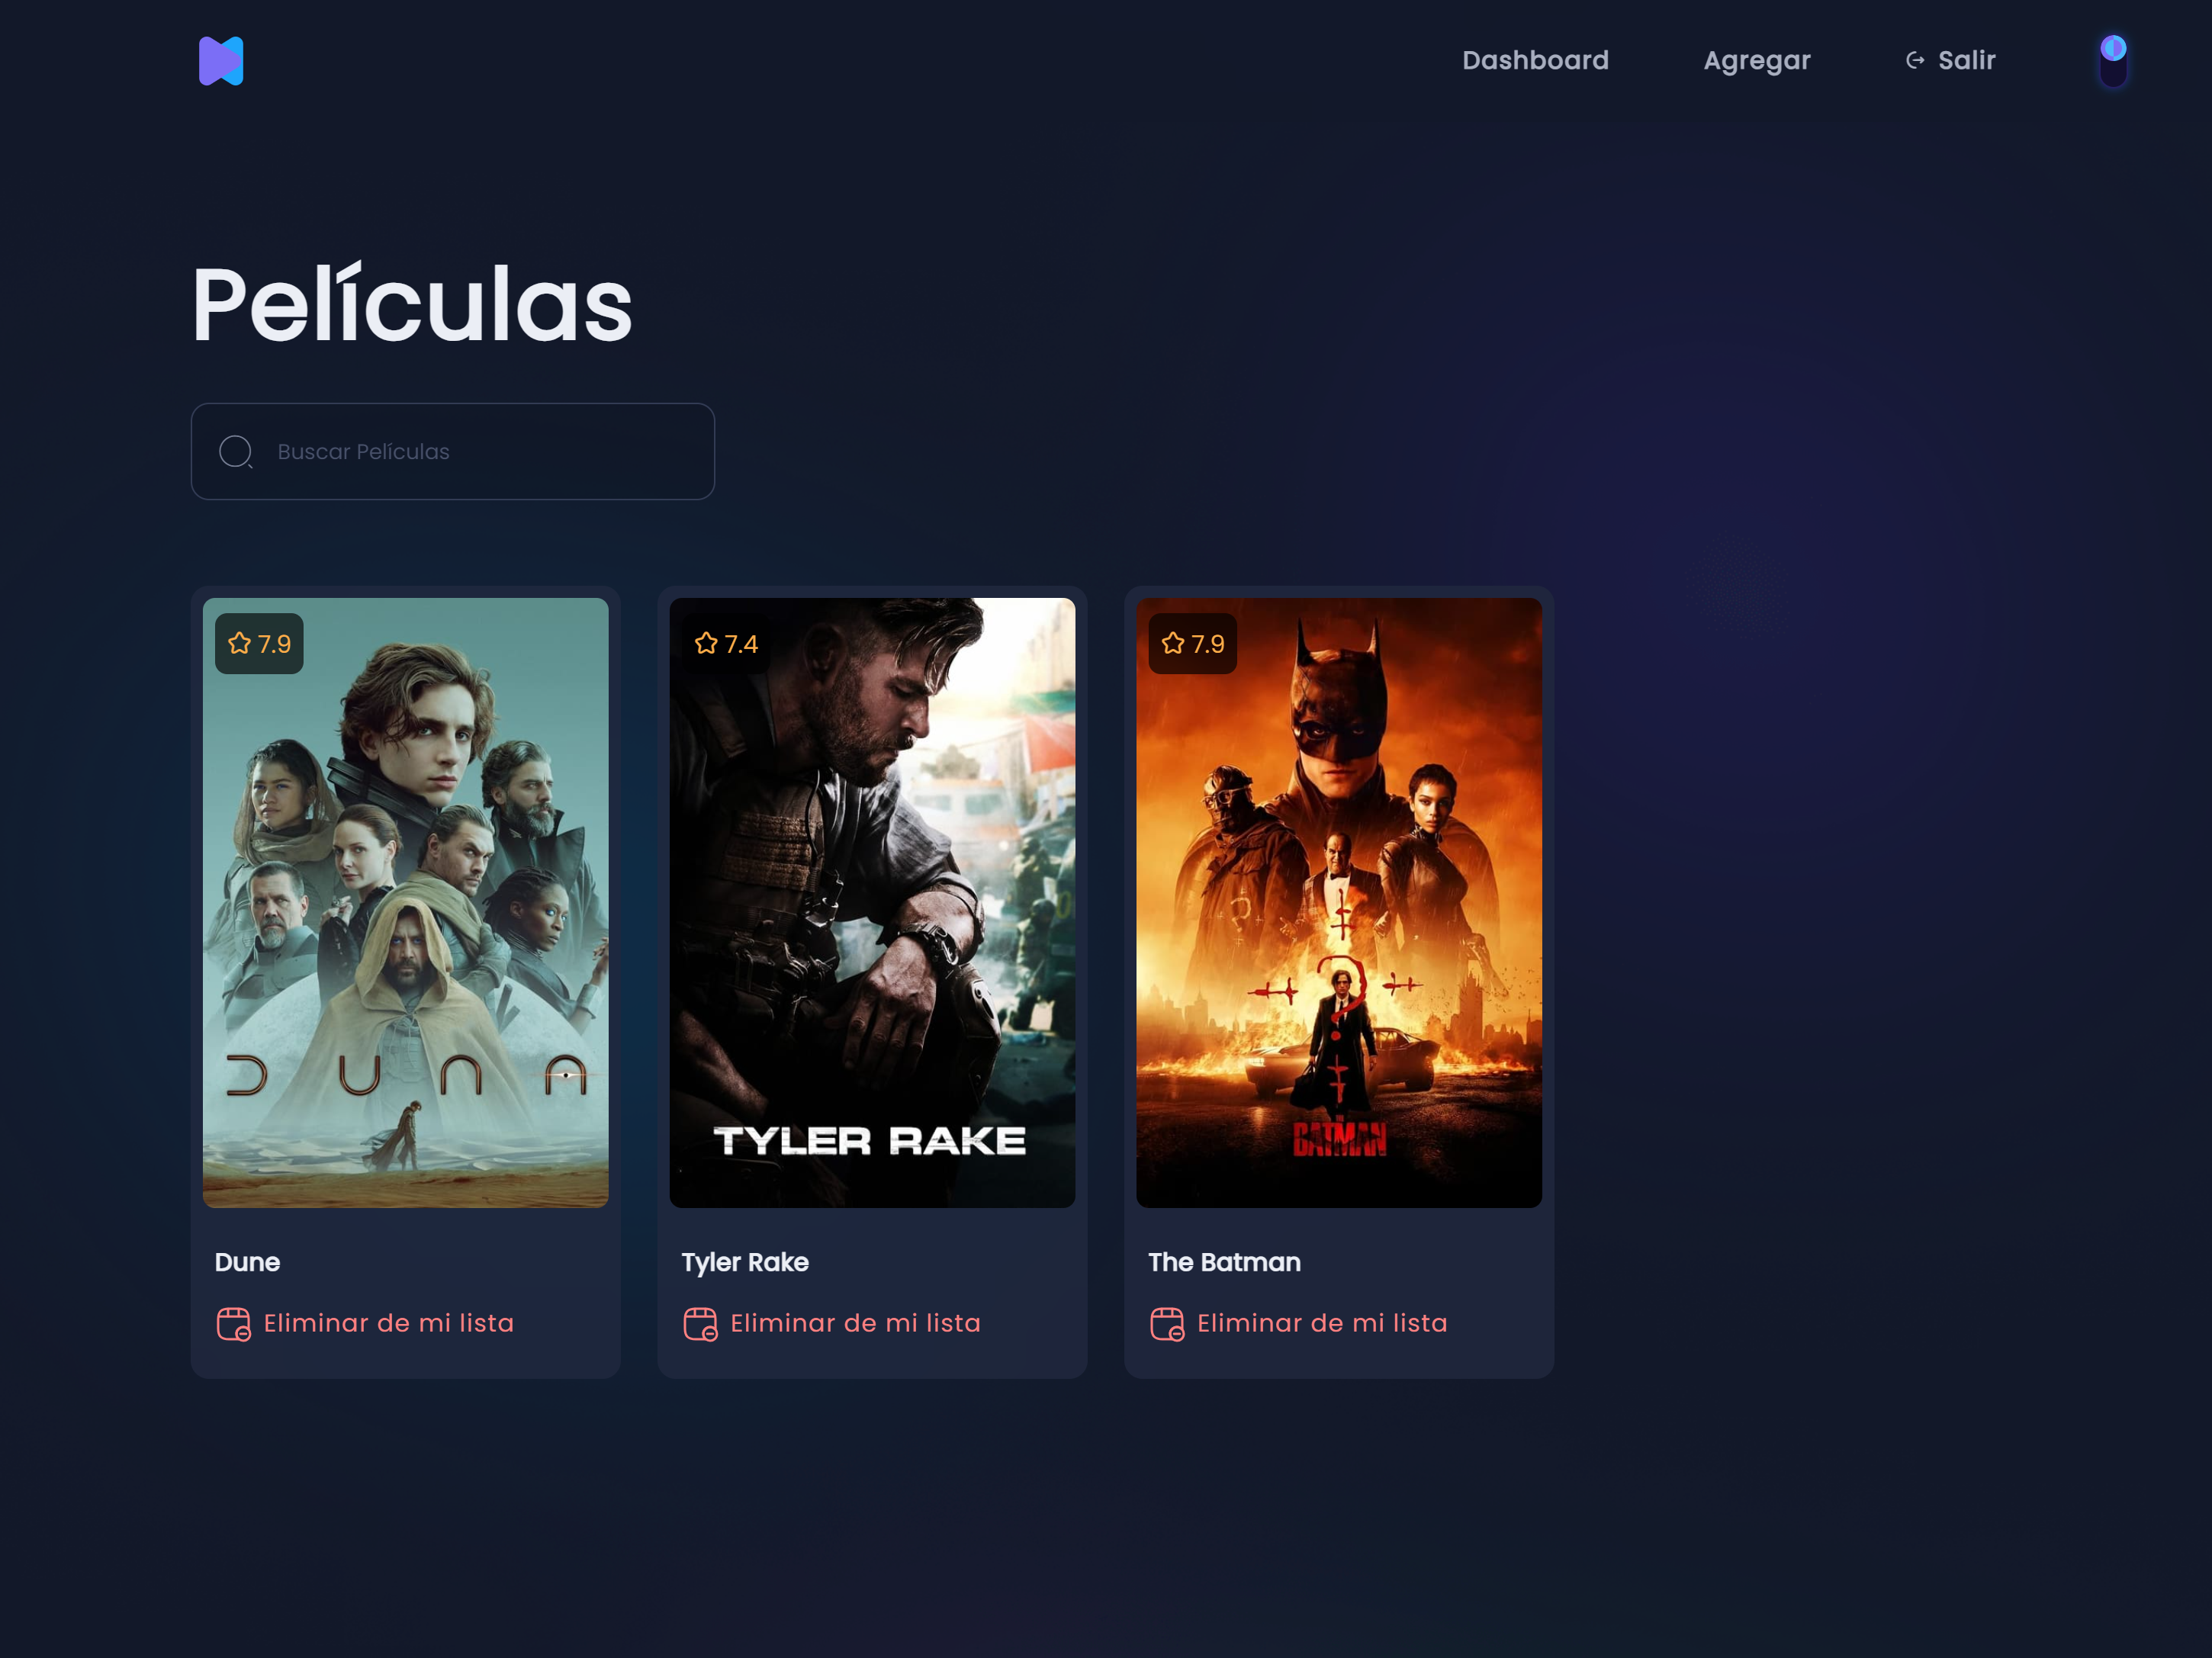 Dashboard Agregar Salir
Películas
Buscar Películas
7.9 7.4 7.9
DUNA
TYLER RAKE
BATMAN
Dune Tyler Rake The Batman
Eliminar de mi lista Eliminar de mi lista Eliminar de mi lista